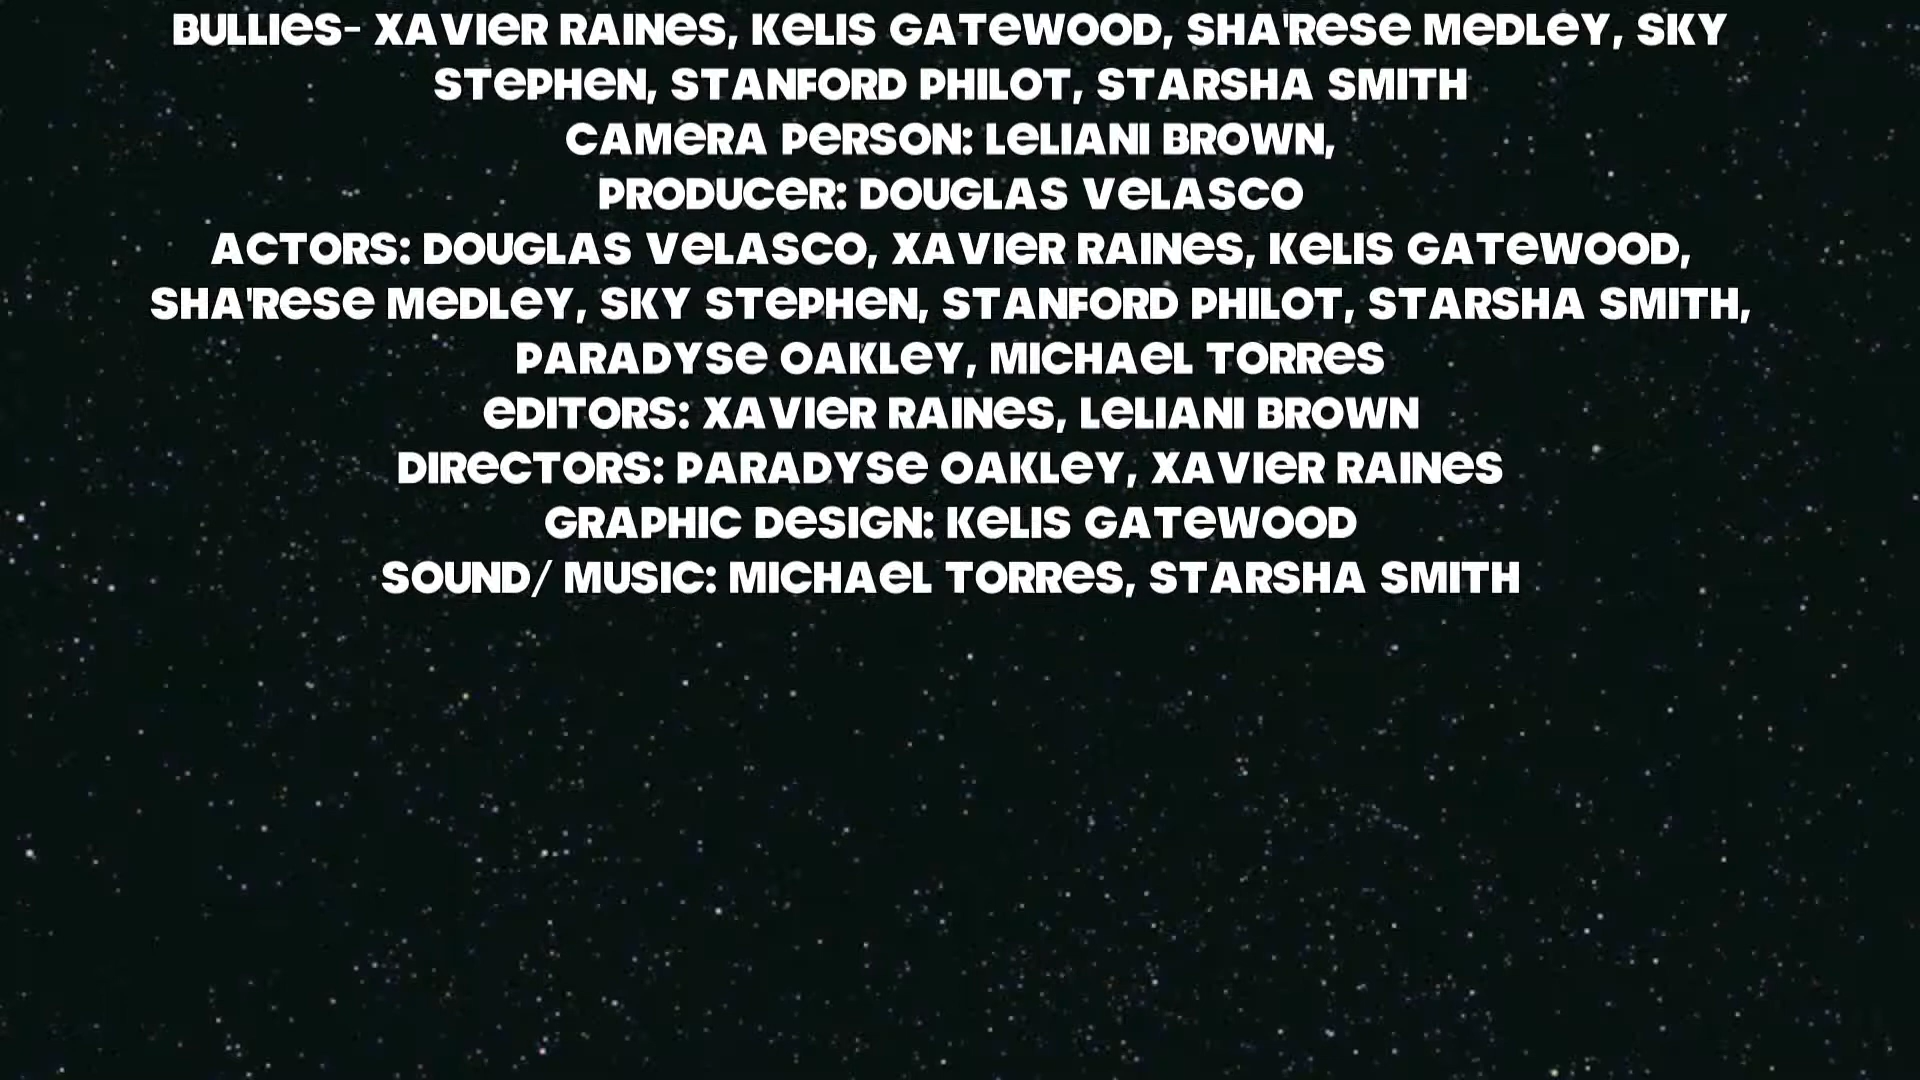 BULLIES- XAVIER RAINES, KELIS GATEWOOD, SHA'RESE MEDLEY, SKY
STEPHEN, STANFORD PHILOT, STARSHA SMITH
CAMERA PERSON: LELIANI BROWN,
PRODUCER: DOUGLAS VELASCO
ACTORS: DOUGLAS VELASCO, XAVIER RAINES, KELIS GATEWOOD,
SHA'RESE MEDLEY, SKY STEPHEN, STANFORD PHILOT, STARSHA SMITH,
PARADYSE OAKLEY, MICHAEL TORRES
EDITORS: XAVIER RAINES, LELIANI BROWN
DIRECTORS: PARADYSE OAKLEY, XAVIER RAINES
GRAPHIC DESIGN: KELIS GATEWOOD
SOUND/ MUSIC: MICHAEL TORRES, STARSHA SMITH